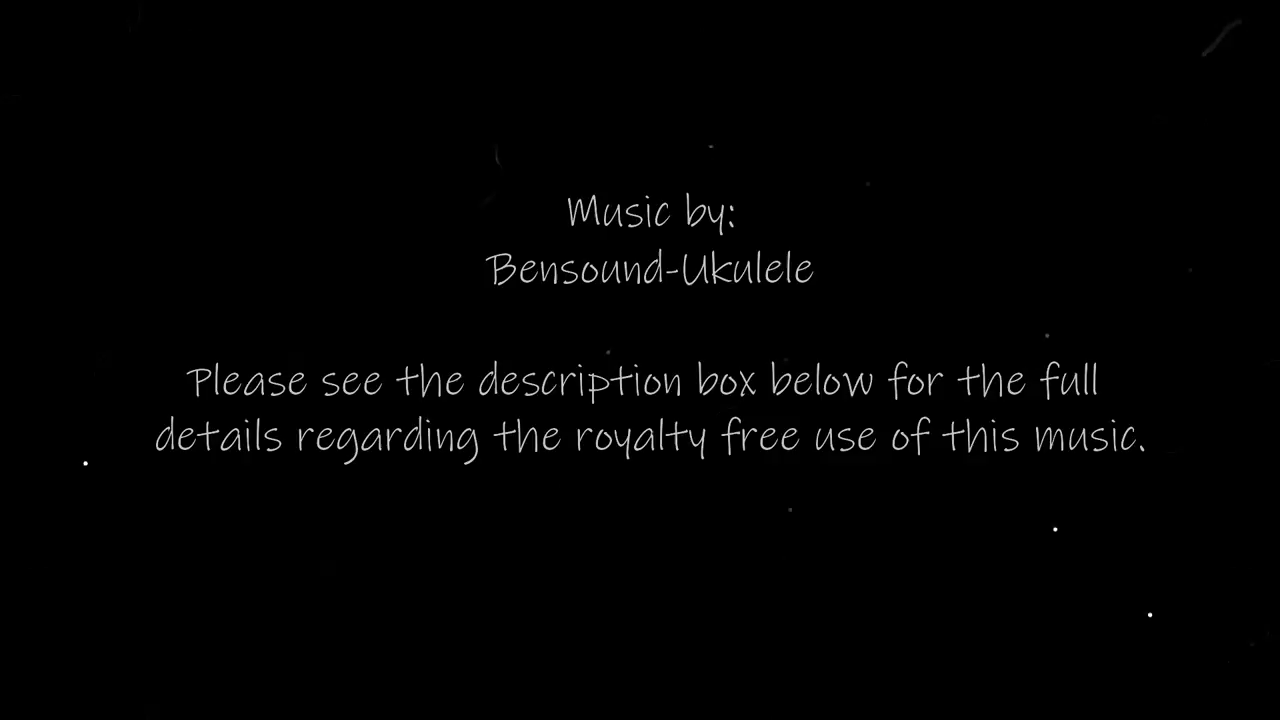 Music by:
Bensound-Ukulele
Please see the description box below for the full
details regarding the royalty free use of this music.